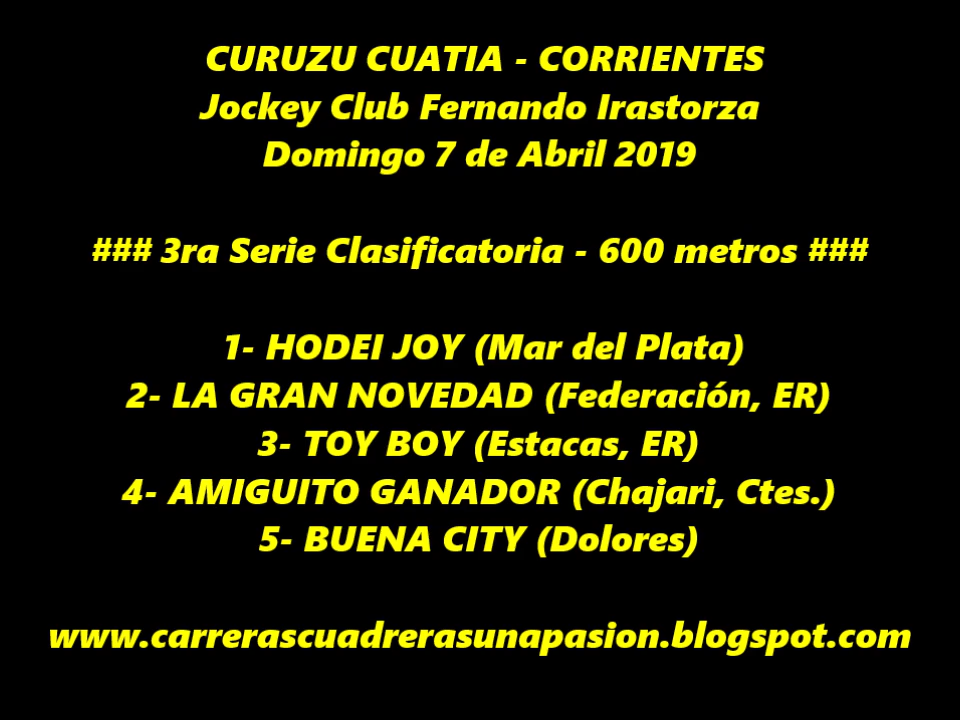 CURUZU CUATIA - CORRIENTES
Jockey Club Fernando Irastorza
Domingo 7 de Abril 2019
### 3ra Serie Clasificatoria - 600 metros ###
1- HODEI JOY (Mar del Plata)
2- LA GRAN NOVEDAD (Federación, ER)
3- TOY BOY (Estacas, ER)
4- AMIGUITO GANADOR (Chajari, Ctes.)
5- BUENA CITY (Dolores)
www.carrerascuadrerasunapasion.blogspot.com